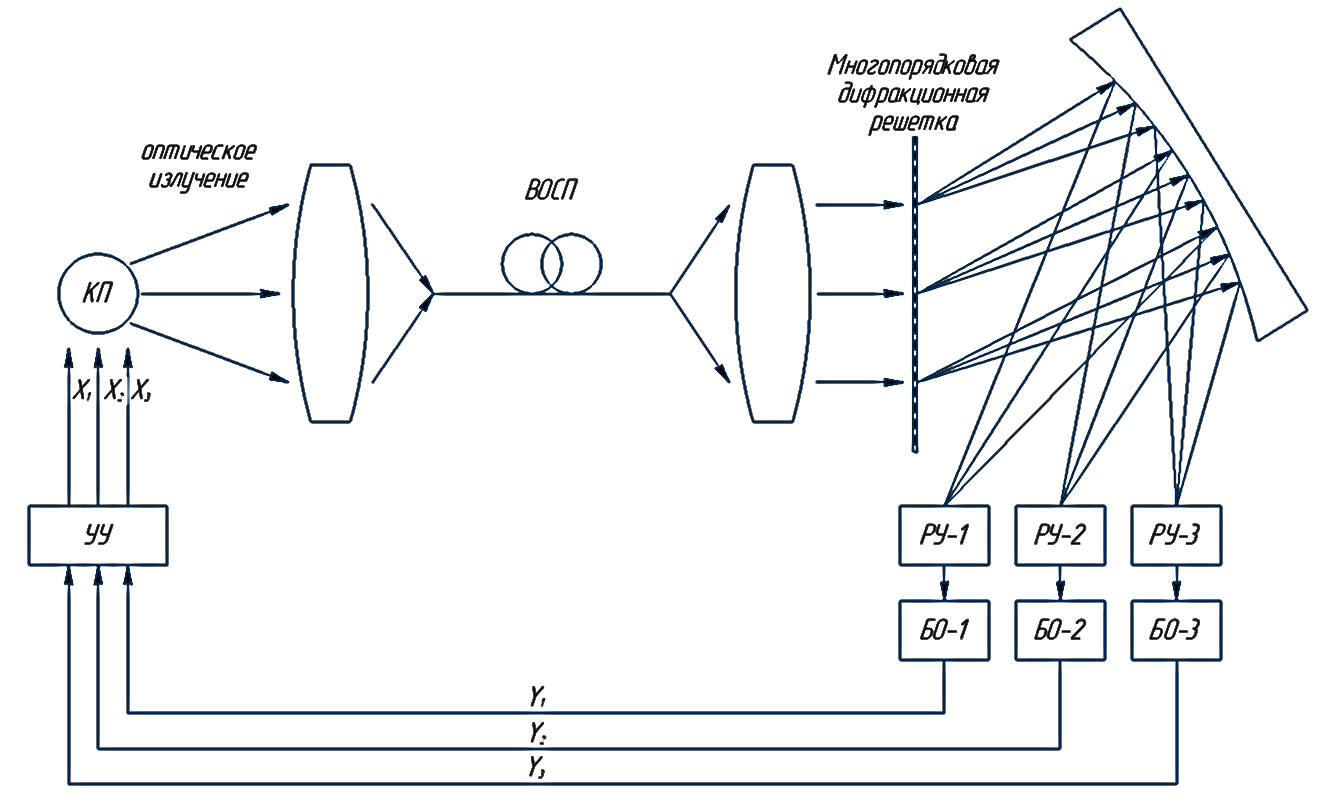 Многопорядковая
дифракционная
решетка
оптическое
излучение
ВОСП
КП
X₁ X₂ X₃
УУ
РУ-1 РУ-2 РУ-3
БО-1 БО-2 БО-3
Y₁
Y₂
Y₃